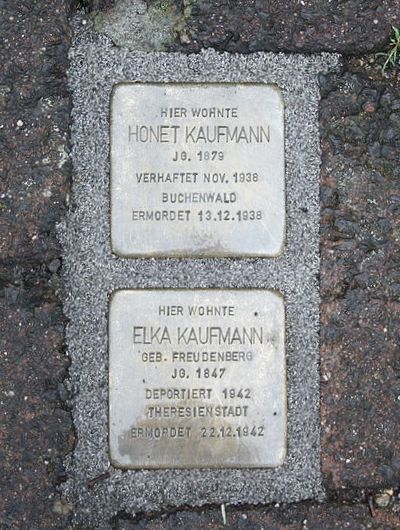 HIER WOHNTE
HONET KAUFMANN
JG. 1879
VERHAFTET NOV. 1938
BUCHENWALD
ERMORDET 13.12.1938
HIER WOHNTE
ELKA KAUFMANN
GEB. FREUDENBERG
JG. 1847
DEPORTIERT 1942
THERESIENSTADT
ERMORDET 22.12.1942